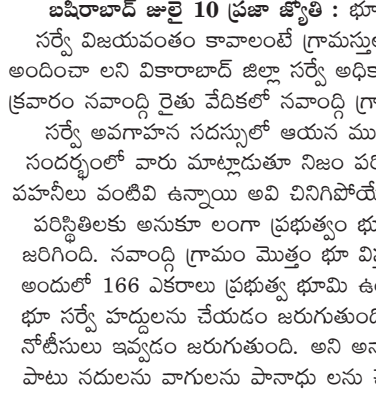 బషీరాబాద్ జులై 10 ప్రజా జ్యోతి : భూ
సర్వే విజయవంతం కావాలంటే గ్రామస్తుల
అందించా లని వికారాబాద్ జిల్లా సర్వే అధిక
క్రవారం నవాంద్గి రైతు వేదికలో నవాంద్గి గ్రా
సర్వే అవగాహన సదస్సులో ఆయన ము
సందర్భంలో వారు మాట్లాడుతూ నిజం పరి
పహనీలు వంటివి ఉన్నాయి అవి చినిగిపోయే
పరిస్థితిలకు అనుకూ లంగా ప్రభుత్వం భు
జరిగింది. నవాంద్గి గ్రామం మొత్తం భూ విస్
అందులో 166 ఎకరాలు ప్రభుత్వ భూమి ఉ
భూ సర్వే హద్దులను చేయడం జరుగుతుంది
నోటీసులు ఇవ్వడం జరుగుతుంది. అని అన
పాటు నదులను వాగులను పానాధు లను